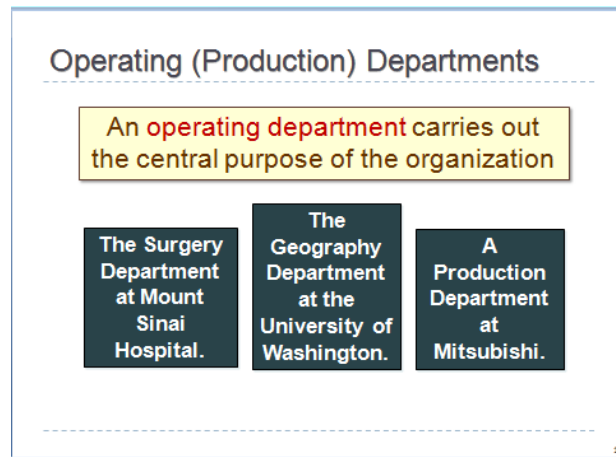 Operating (Production) Departments
An operating department carries out
the central purpose of the organization
The Surgery
Department
at Mount
Sinai
Hospital.
The
Geography
Department
at the
University of
Washington.
A
Production
Department
at
Mitsubishi.